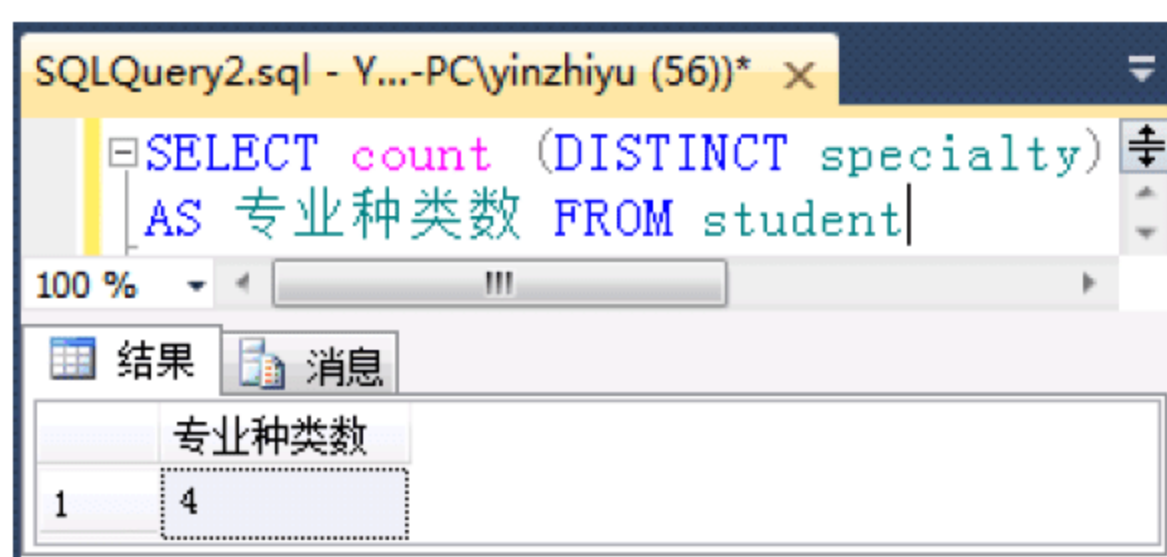 SQLQuery2.sql - Y...-PC\yinzhiyu (56))*
SELECT count (DISTINCT specialty)
AS 专业种类数 FROM student
100 %
结果 消息
专业种类数
1 4